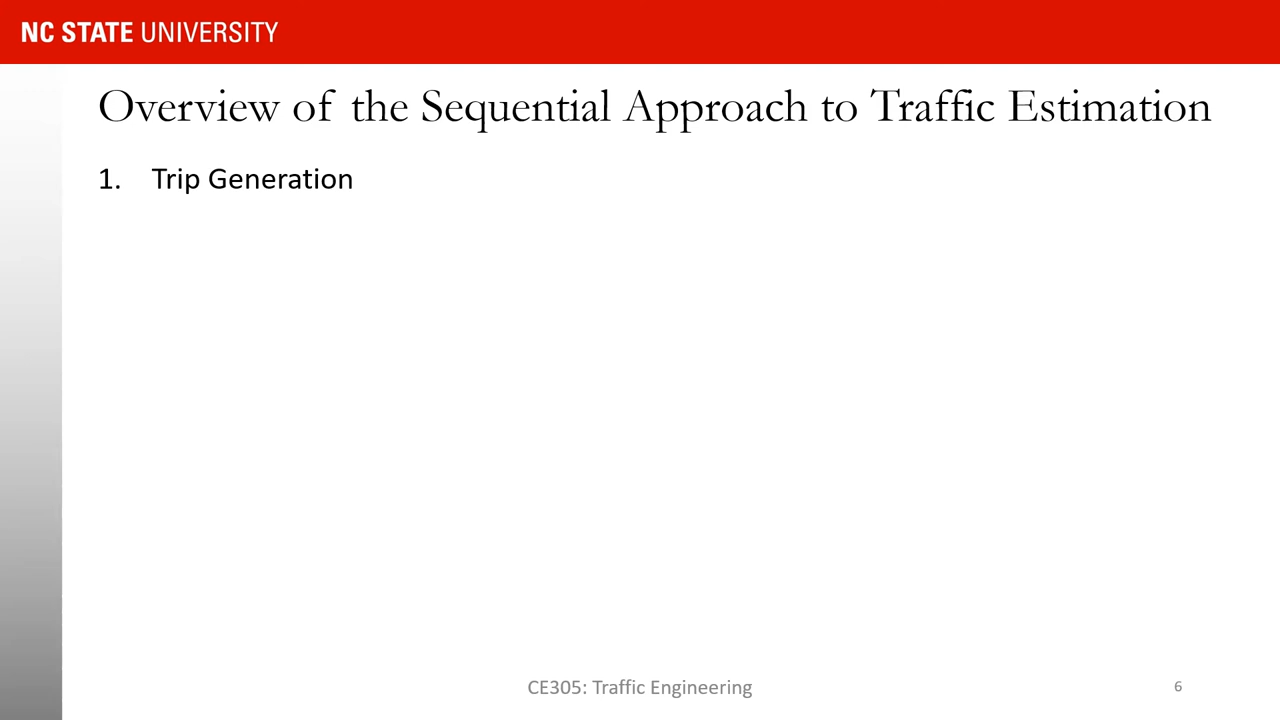 NC STATE UNIVERSITY
Overview of the Sequential Approach to Traffic Estimation
1. Trip Generation
CE305: Traffic Engineering
6